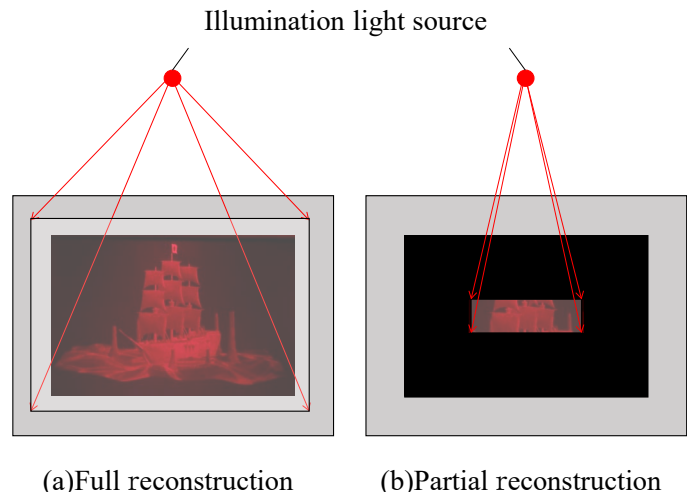 Illumination light source
(a)Full reconstruction
(b)Partial reconstruction